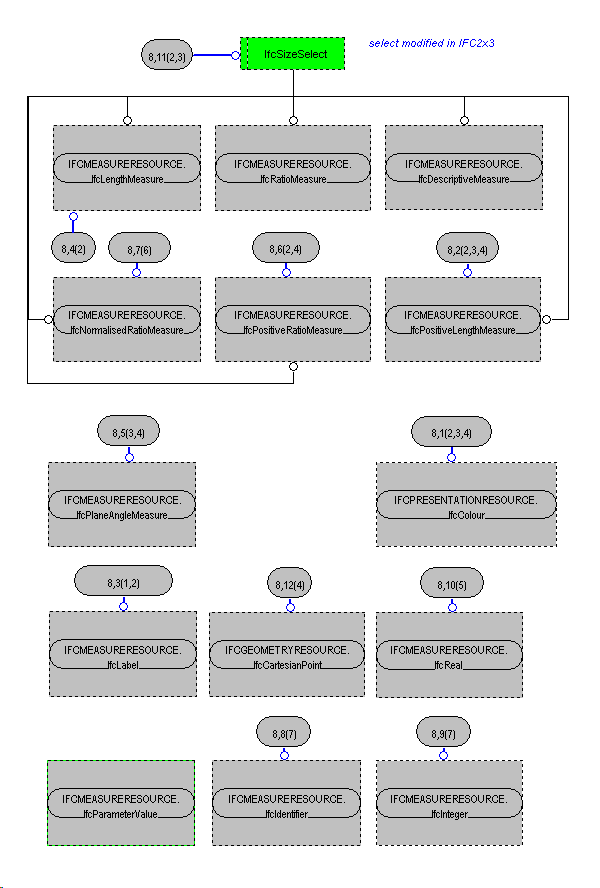 select modified in IFC2x3
8,11(2,3)
IfcSizeSelect
IFCMEASURERESOURCE.
IfcLengthMeasure
IFCMEASURERESOURCE.
IfcRatioMeasure
IFCMEASURERESOURCE.
IfcDescriptiveMeasure
8,4(2)
8,7(6)
8,6(2,4)
8,2(2,3,4)
IFCMEASURERESOURCE.
IfcNormalisedRatioMeasure
IFCMEASURERESOURCE.
IfcPositiveRatioMeasure
IFCMEASURERESOURCE.
IfcPositiveLengthMeasure
8,5(3,4)
8,1(2,3,4)
IFCMEASURERESOURCE.
IfcPlaneAngleMeasure
IFCPRESENTATIONRESOURCE.
IfcColour
8,3(1,2)
8,12(4)
8,10(5)
IFCMEASURERESOURCE.
IfcLabel
IFCGEOMETRYRESOURCE.
IfcCartesianPoint
IFCMEASURERESOURCE.
IfcReal
8,8(7)
8,9(7)
IFCMEASURERESOURCE.
IfcParameterValue
IFCMEASURERESOURCE.
IfcIdentifier
IFCMEASURERESOURCE.
IfcInteger